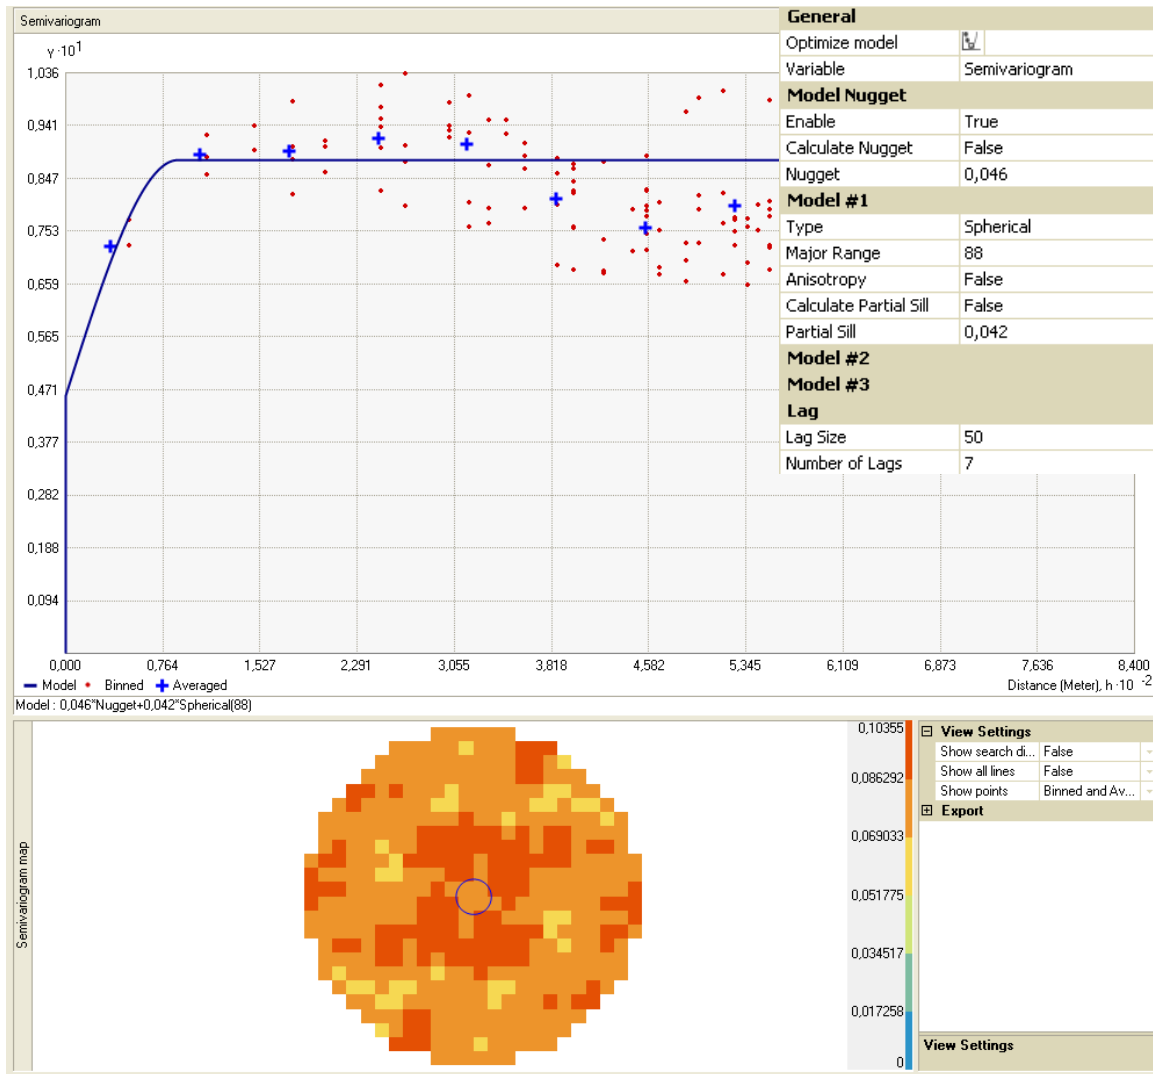 Semivariogram
γ·10¹
1,036
0,941
0,847
0,753
0,659
0,565
0,471
0,377
0,282
0,188
0,094
0,000 0,764 1,527 2,291 3,055 3,818 4,582 5,345 6,109 6,873 7,636 8,400
Model Binned Averaged
Distance (Meter), h·10 ⁻²
Model : 0,046*Nugget+0,042*Spherical(88)
General
Optimize model
Variable Semivariogram
Model Nugget
Enable True
Calculate Nugget False
Nugget 0,046
Model #1
Type Spherical
Major Range 88
Anisotropy False
Calculate Partial Sill False
Partial Sill 0,042
Model #2
Model #3
Lag
Lag Size 50
Number of Lags 7
Semivariogram map
0,10355
0,086292
0,069033
0,051775
0,034517
0,017258
0
View Settings
Show search di... False
Show all lines False
Show points Binned and Av...
Export
View Settings